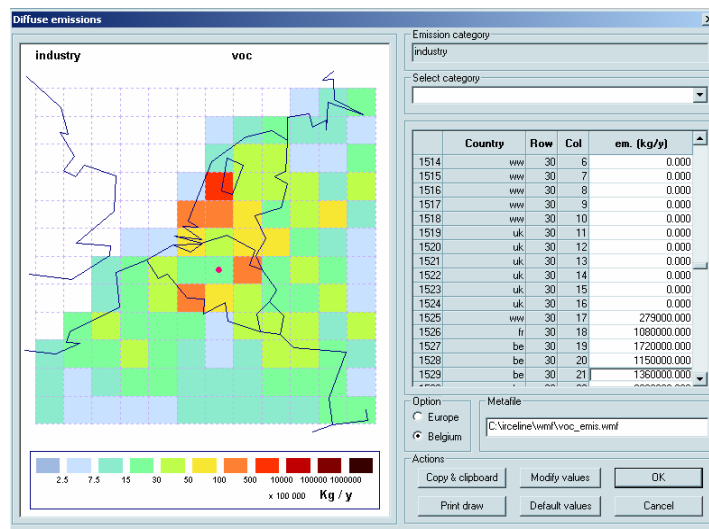 Diffuse emissions
industry voc
2.5 7.5 15 30 50 100 500 10000 100000 1000000
x 100 000 Kg / y
Emission category
industry
Select category
Country Row Col em. (kg/y)
1514 ww 30 6 0.000
1515 ww 30 7 0.000
1516 ww 30 8 0.000
1517 ww 30 9 0.000
1518 ww 30 10 0.000
1519 uk 30 11 0.000
1520 uk 30 12 0.000
1521 uk 30 13 0.000
1522 uk 30 14 0.000
1523 uk 30 15 0.000
1524 uk 30 16 0.000
1525 ww 30 17 279000.000
1526 fr 30 18 1080000.000
1527 be 30 19 1720000.000
1528 be 30 20 1150000.000
1529 be 30 21 1360000.000
Option
Europe
Belgium
Metafile
C:\irceline\wmf\voc_emis.wmf
Actions
Copy & clipboard Modify values OK
Print draw Default values Cancel